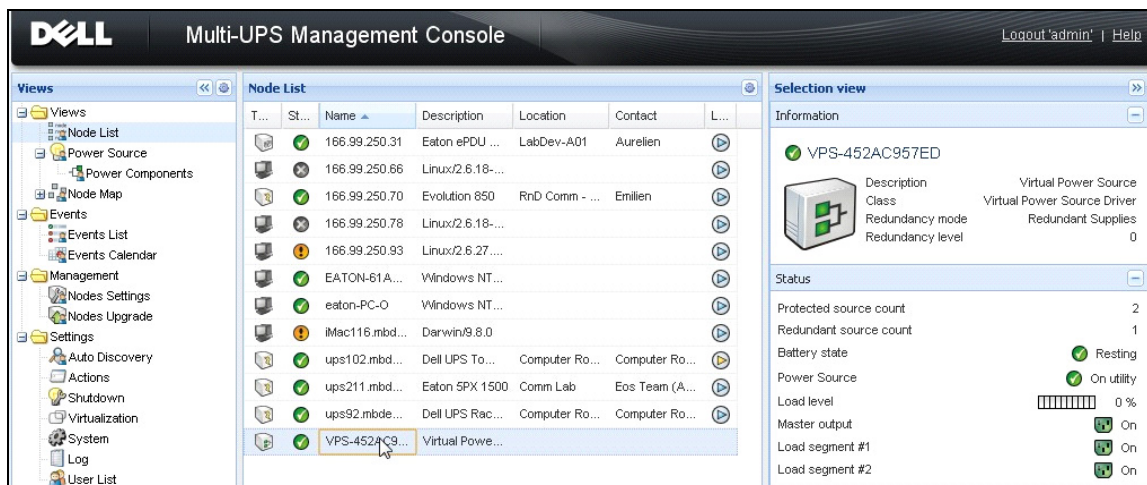 DELL Multi-UPS Management Console Logout 'admin' | Help
Views
Views
Node List
Power Source
Power Components
Node Map
Events
Events List
Events Calendar
Management
Nodes Settings
Nodes Upgrade
Settings
Auto Discovery
Actions
Shutdown
Virtualization
System
Log
User List
Node List
T... St... Name Description Location Contact L...
166.99.250.31 Eaton ePDU ... LabDev-A01 Aurelien
166.99.250.66 Linux/2.6.18-...
166.99.250.70 Evolution 850 RnD Comm - ... Emilien
166.99.250.78 Linux/2.6.18-...
166.99.250.93 Linux/2.6.27....
EATON-61A... Windows NT...
eaton-PC-O Windows NT...
iMac116.mbd... Darwin/9.8.0
ups102.mbd... Dell UPS To... Computer Ro... Computer Ro...
ups211.mbd... Eaton 5PX 1500 Comm Lab Eos Team (A...
ups92.mbde... Dell UPS Rac... Computer Ro... Computer Ro...
VPS-452AC9... Virtual Powe...
Selection view
Information
VPS-452AC957ED
Description Virtual Power Source
Class Virtual Power Source Driver
Redundancy mode Redundant Supplies
Redundancy level 0
Status
Protected source count 2
Redundant source count 1
Battery state Resting
Power Source On utility
Load level 0 %
Master output On
Load segment #1 On
Load segment #2 On